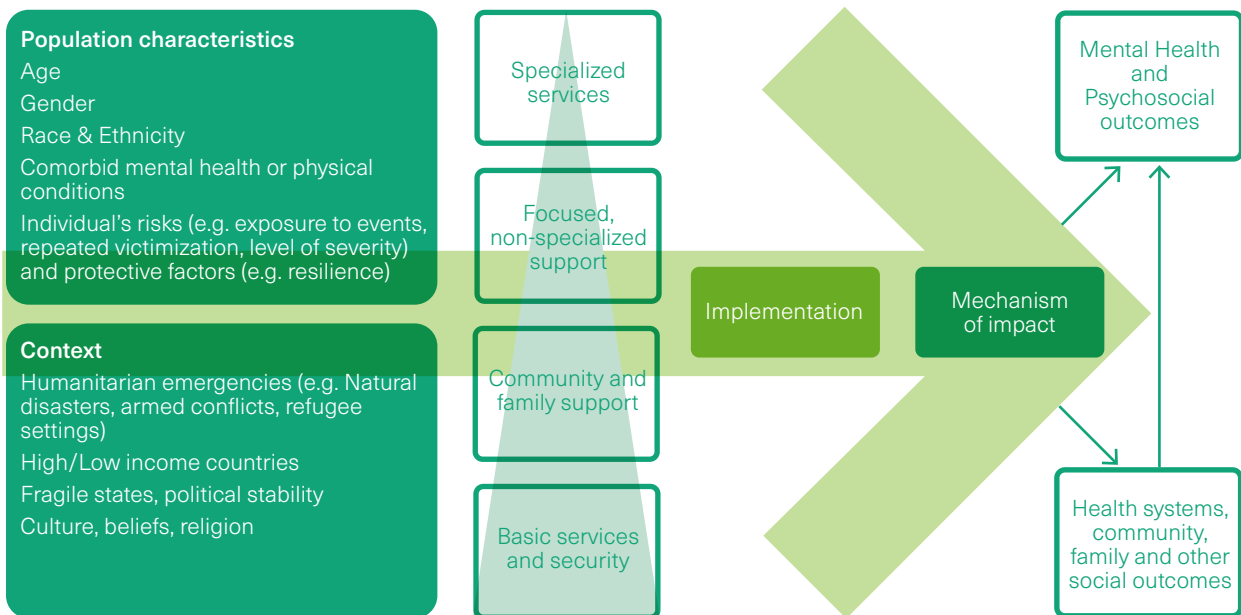 Population characteristics
Age
Gender
Race & Ethnicity
Comorbid mental health or physical
conditions
Individual's risks (e.g. exposure to events,
repeated victimization, level of severity)
and protective factors (e.g. resilience)
Context
Humanitarian emergencies (e.g. Natural
disasters, armed conflicts, refugee
settings)
High/Low income countries
Fragile states, political stability
Culture, beliefs, religion
Specialized
services
Focused,
non-specialized
support
Community and
family support
Basic services
and security
Implementation
Mechanism
of impact
Mental Health
and
Psychosocial
outcomes
Health systems,
community,
family and other
social outcomes